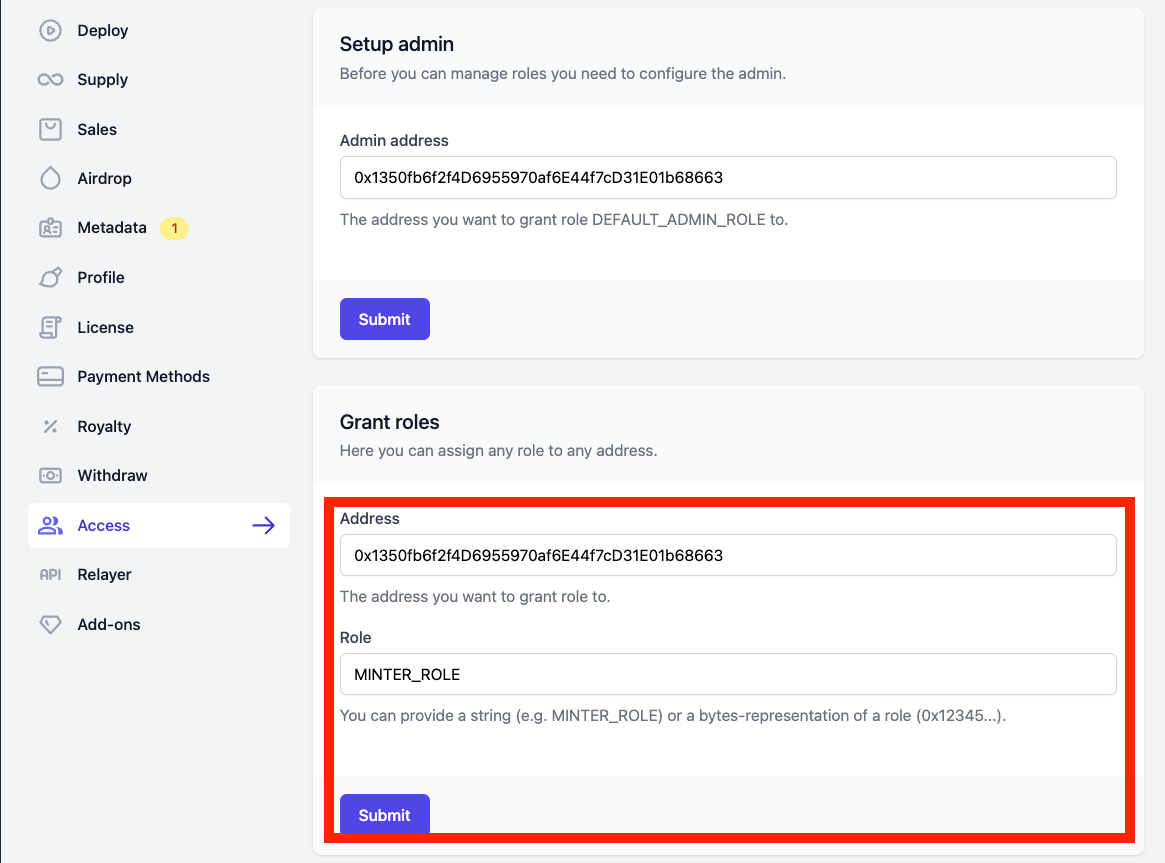 Deploy
Supply
Sales
Airdrop
Metadata 1
Profile
License
Payment Methods
Royalty
Withdraw
Access
API Relayer
Add-ons
Setup admin
Before you can manage roles you need to configure the admin.
Admin address
0x1350fb6f2f4D6955970af6E44f7cD31E01b68663
The address you want to grant role DEFAULT_ADMIN_ROLE to.
Submit
Grant roles
Here you can assign any role to any address.
Address
0x1350fb6f2f4D6955970af6E44f7cD31E01b68663
The address you want to grant role to.
Role
MINTER_ROLE
You can provide a string (e.g. MINTER_ROLE) or a bytes-representation of a role (0x12345...).
Submit